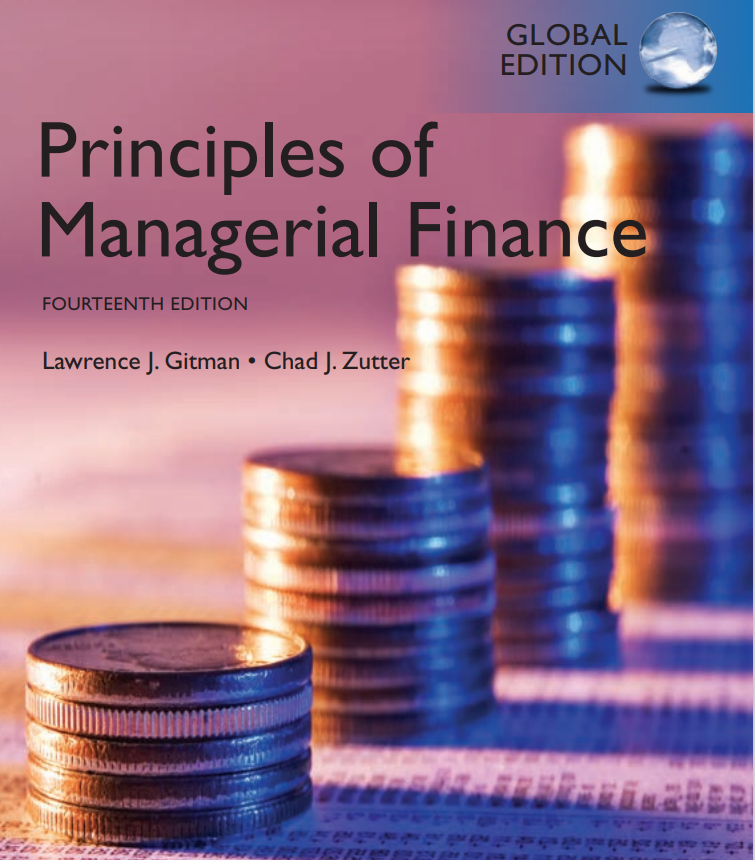 GLOBAL
EDITION
Principles of
Managerial Finance
FOURTEENTH EDITION
Lawrence J. Gitman • Chad J. Zutter